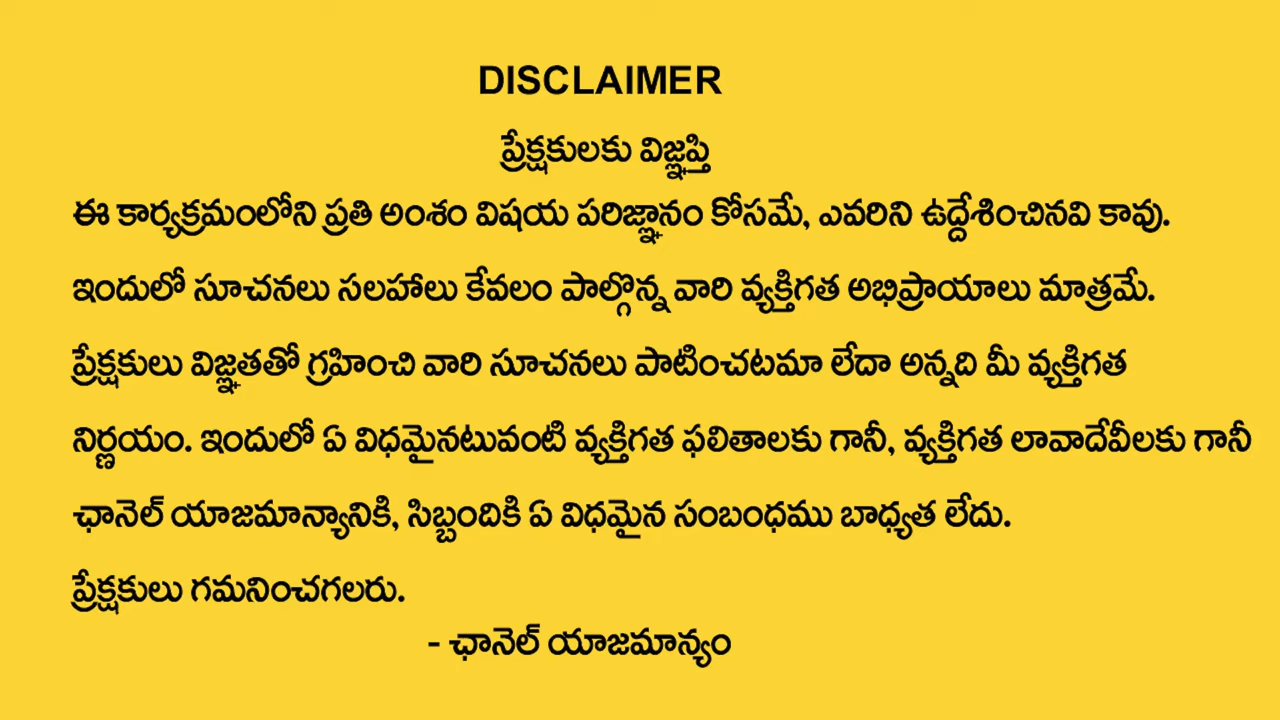 DISCLAIMER
ప్రేక్షకులకు విజ్ఞప్తి
ఈ కార్యక్రమంలోని ప్రతి అంశం విషయ పరిజ్ఞానం కోసమే, ఎవరిని ఉద్దేశించినవి కావు.
ఇందులో సూచనలు సలహాలు కేవలం పాల్గొన్న వారి వ్యక్తిగత అభిప్రాయాలు మాత్రమే.
ప్రేక్షకులు విజ్ఞతతో గ్రహించి వారి సూచనలు పాటించటమా లేదా అన్నది మీ వ్యక్తిగత
నిర్ణయం. ఇందులో ఏ విధమైనటువంటి వ్యక్తిగత ఫలితాలకు గానీ, వ్యక్తిగత లావాదేవీలకు గానీ
ఛానెల్ యాజమాన్యానికి, సిబ్బందికి ఏ విధమైన సంబంధము బాధ్యత లేదు.
ప్రేక్షకులు గమనించగలరు.
- ఛానెల్ యాజమాన్యం